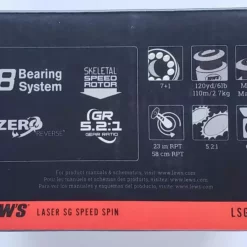 8 Bearing System
SKELETAL SPEED ROTOR
7+1
120yd/6lb
110m/2.7kg
ZERO REVERSE
GR 5.2:1 GEAR RATIO
23 in RPT
58 cm RPT
5.2:1
For product manuals & schematics, visit www.lews.com
LASER SG SPEED SPIN
LSG